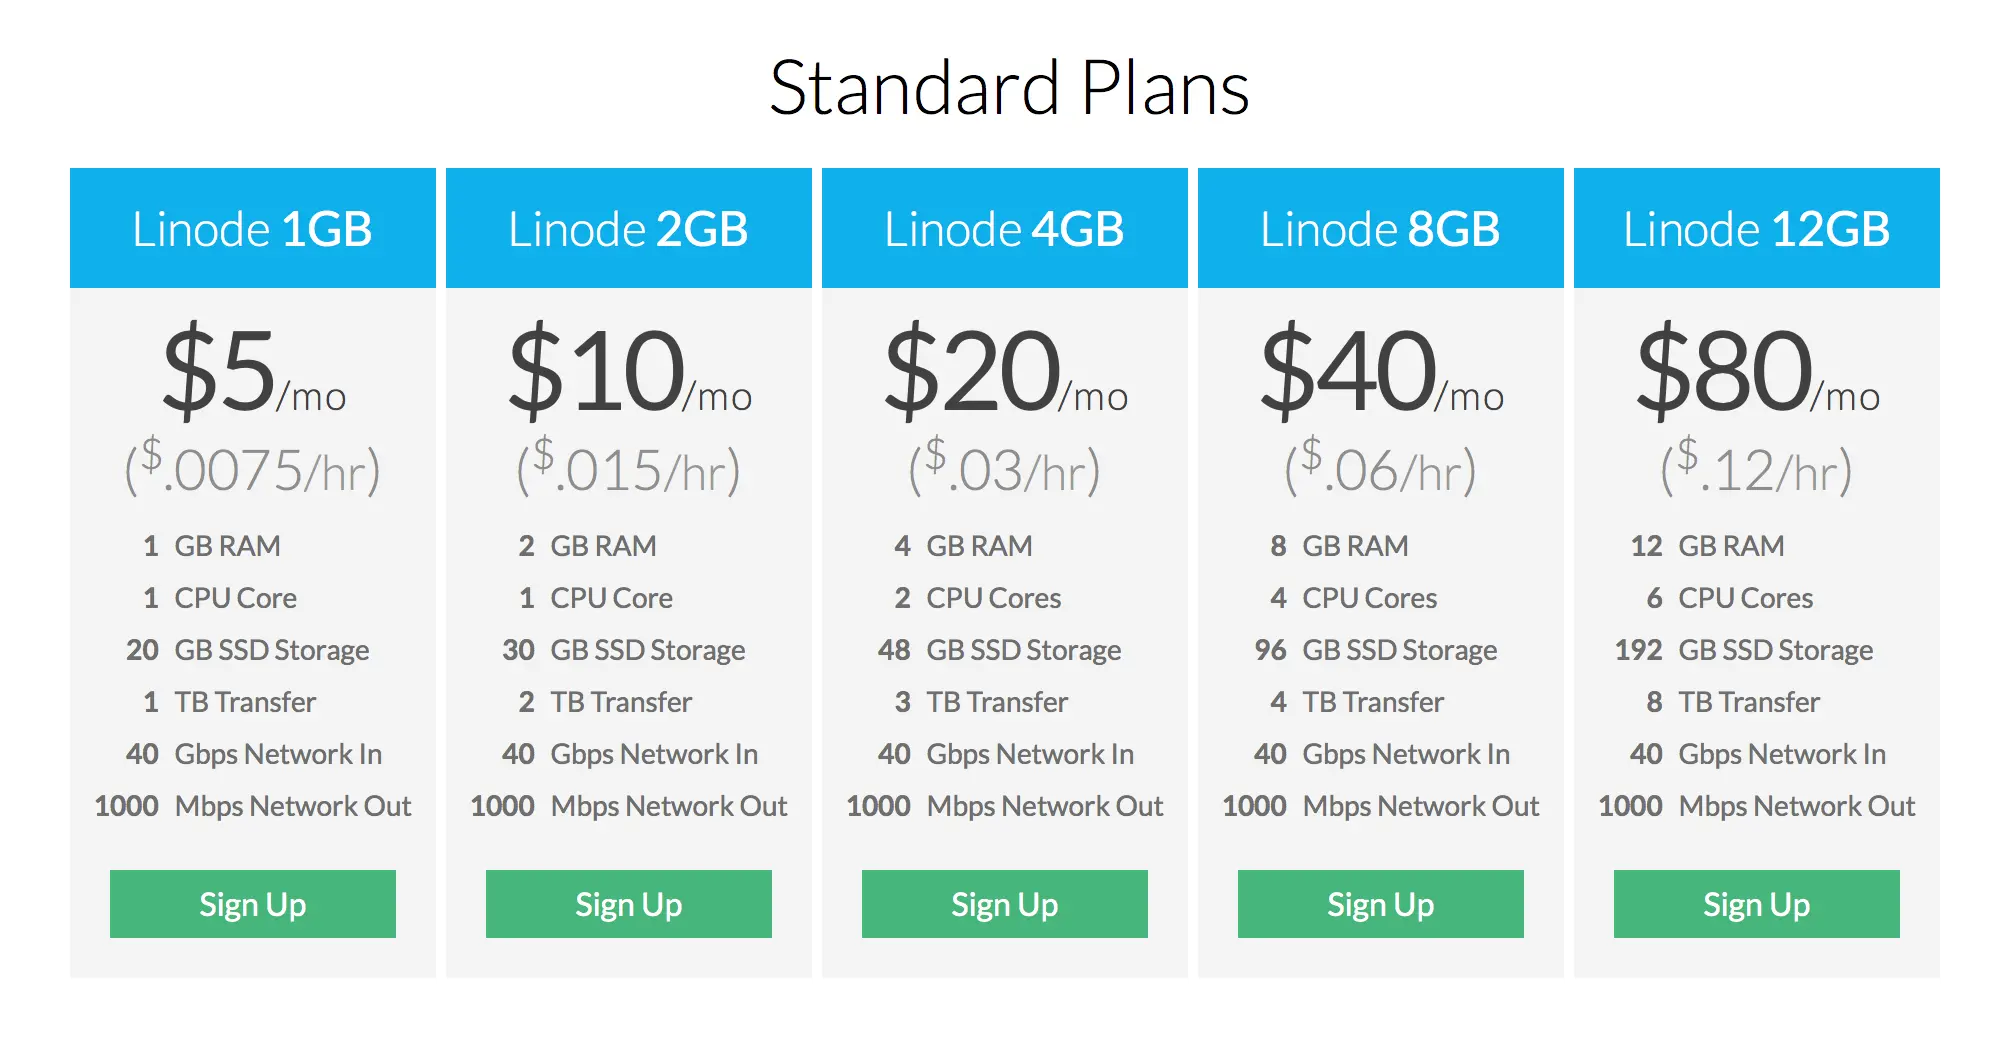 Standard Plans
Linode 1GB
$5/mo
($.0075/hr)
1 GB RAM
1 CPU Core
20 GB SSD Storage
1 TB Transfer
40 Gbps Network In
1000 Mbps Network Out
Sign Up
Linode 2GB
$10/mo
($.015/hr)
2 GB RAM
1 CPU Core
30 GB SSD Storage
2 TB Transfer
40 Gbps Network In
1000 Mbps Network Out
Sign Up
Linode 4GB
$20/mo
($.03/hr)
4 GB RAM
2 CPU Cores
48 GB SSD Storage
3 TB Transfer
40 Gbps Network In
1000 Mbps Network Out
Sign Up
Linode 8GB
$40/mo
($.06/hr)
8 GB RAM
4 CPU Cores
96 GB SSD Storage
4 TB Transfer
40 Gbps Network In
1000 Mbps Network Out
Sign Up
Linode 12GB
$80/mo
($.12/hr)
12 GB RAM
6 CPU Cores
192 GB SSD Storage
8 TB Transfer
40 Gbps Network In
1000 Mbps Network Out
Sign Up